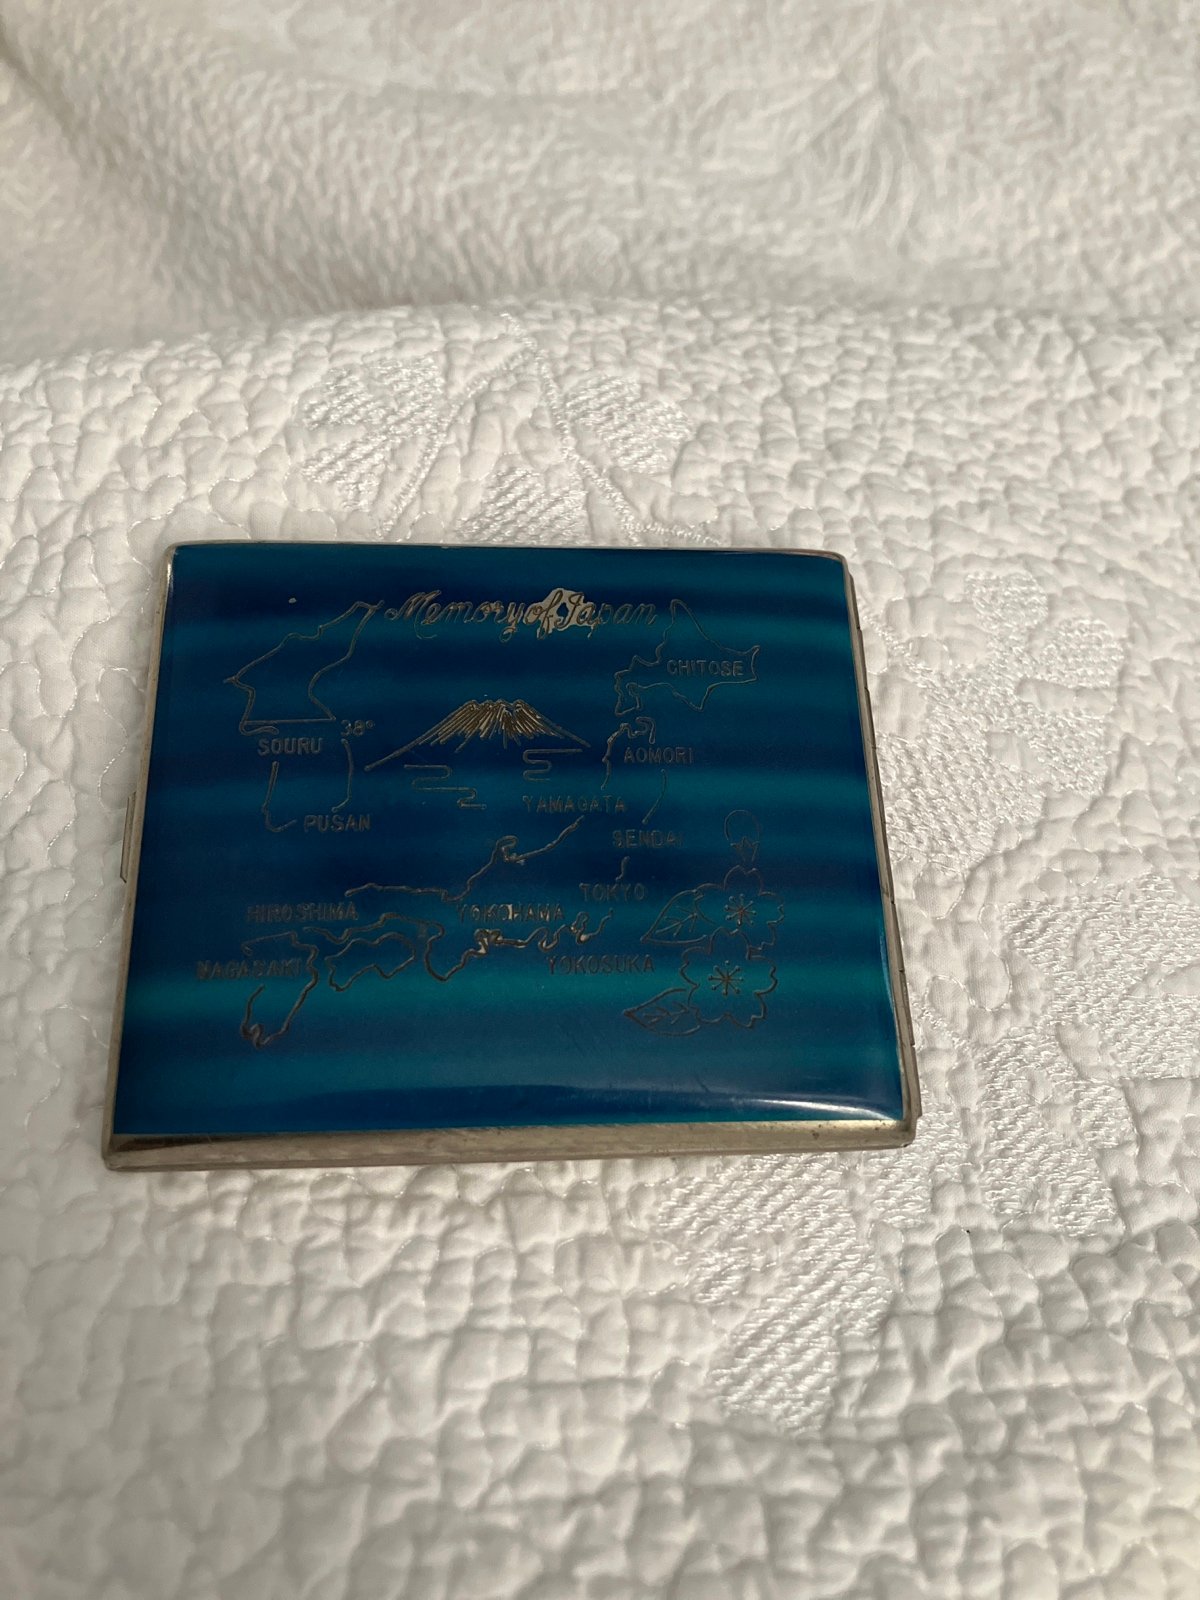 Memory of Japan
CHITOSE
38°
SOURU
AOMORI
YAMAGATA
PUSAN
SENDAI
TOKYO
HIROSHIMA
YOKOHAMA
NAGASAKI
YOKOSUKA